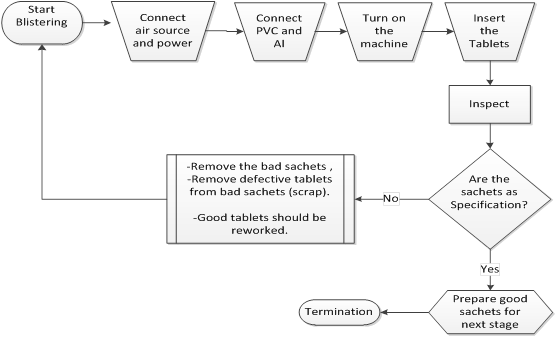 Start
Blistering
Connect
air source
and power
Connect
PVC and
Al
Turn on
the
machine
Insert
the
Tablets
Inspect
Are the
sachets as
Specification?
No
-Remove the bad sachets ,
-Remove defective tablets
from bad sachets (scrap).
-Good tablets should be
reworked.
Yes
Prepare good
sachets for
next stage
Termination